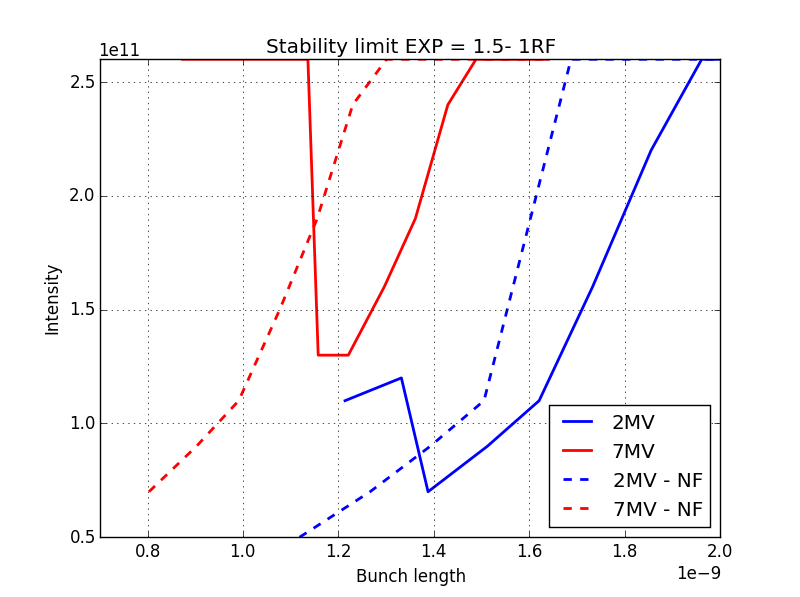 1e11
Stability limit EXP = 1.5- 1RF
2.5
2.0
1.5
1.0
0.5
Intensity
2MV
7MV
2MV - NF
7MV - NF
0.8 1.0 1.2 1.4 1.6 1.8 2.0
1e−9
Bunch length